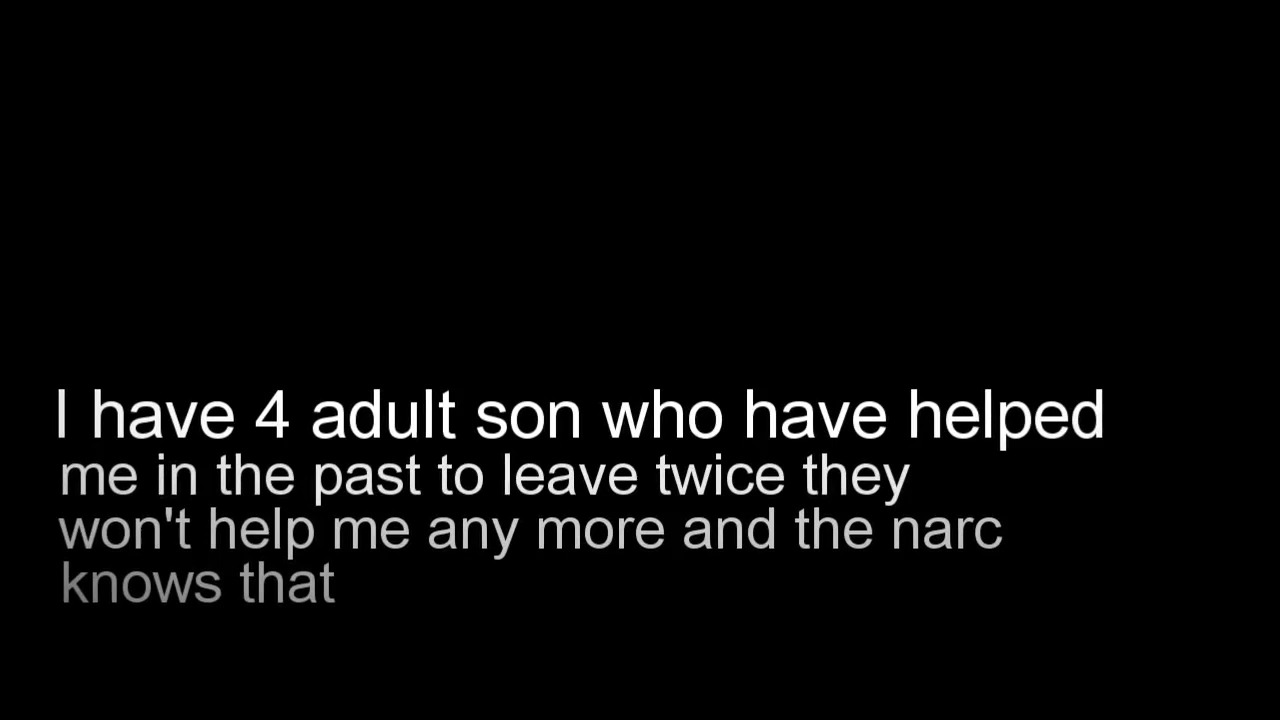 I have 4 adult son who have helped
me in the past to leave twice they
won't help me any more and the narc
knows that